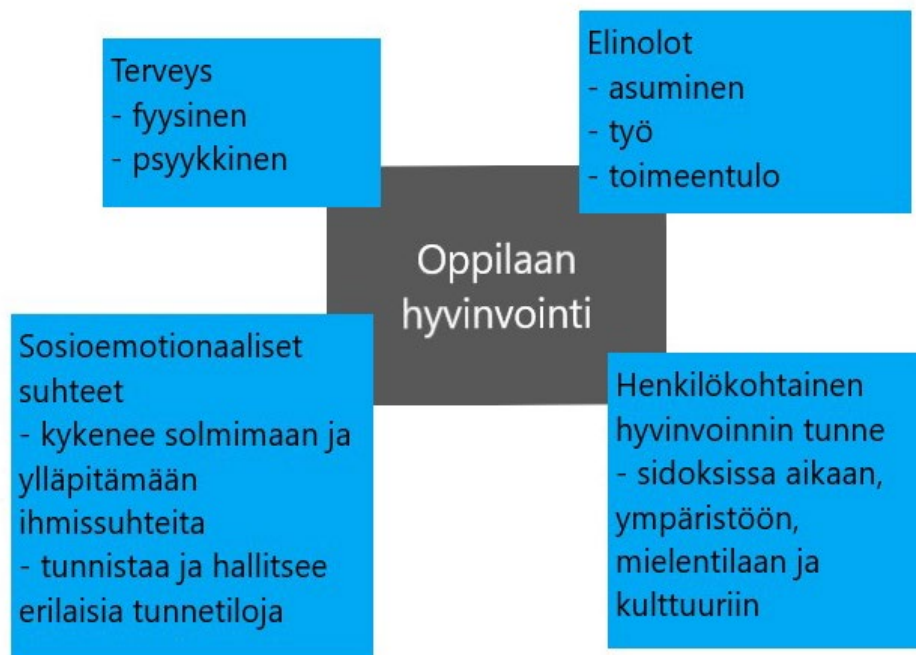 Terveys
- fyysinen
- psyykkinen
Elinolot
- asuminen
- työ
- toimeentulo
Oppilaan
hyvinvointi
Sosioemotionaaliset
suhteet
- kykenee solmimaan ja
ylläpitämään
ihmissuhteita
- tunnistaa ja hallitsee
erilaisia tunnetiloja
Henkilökohtainen
hyvinvoinnin tunne
- sidoksissa aikaan,
ympäristöön,
mielentilaan ja
kulttuuriin